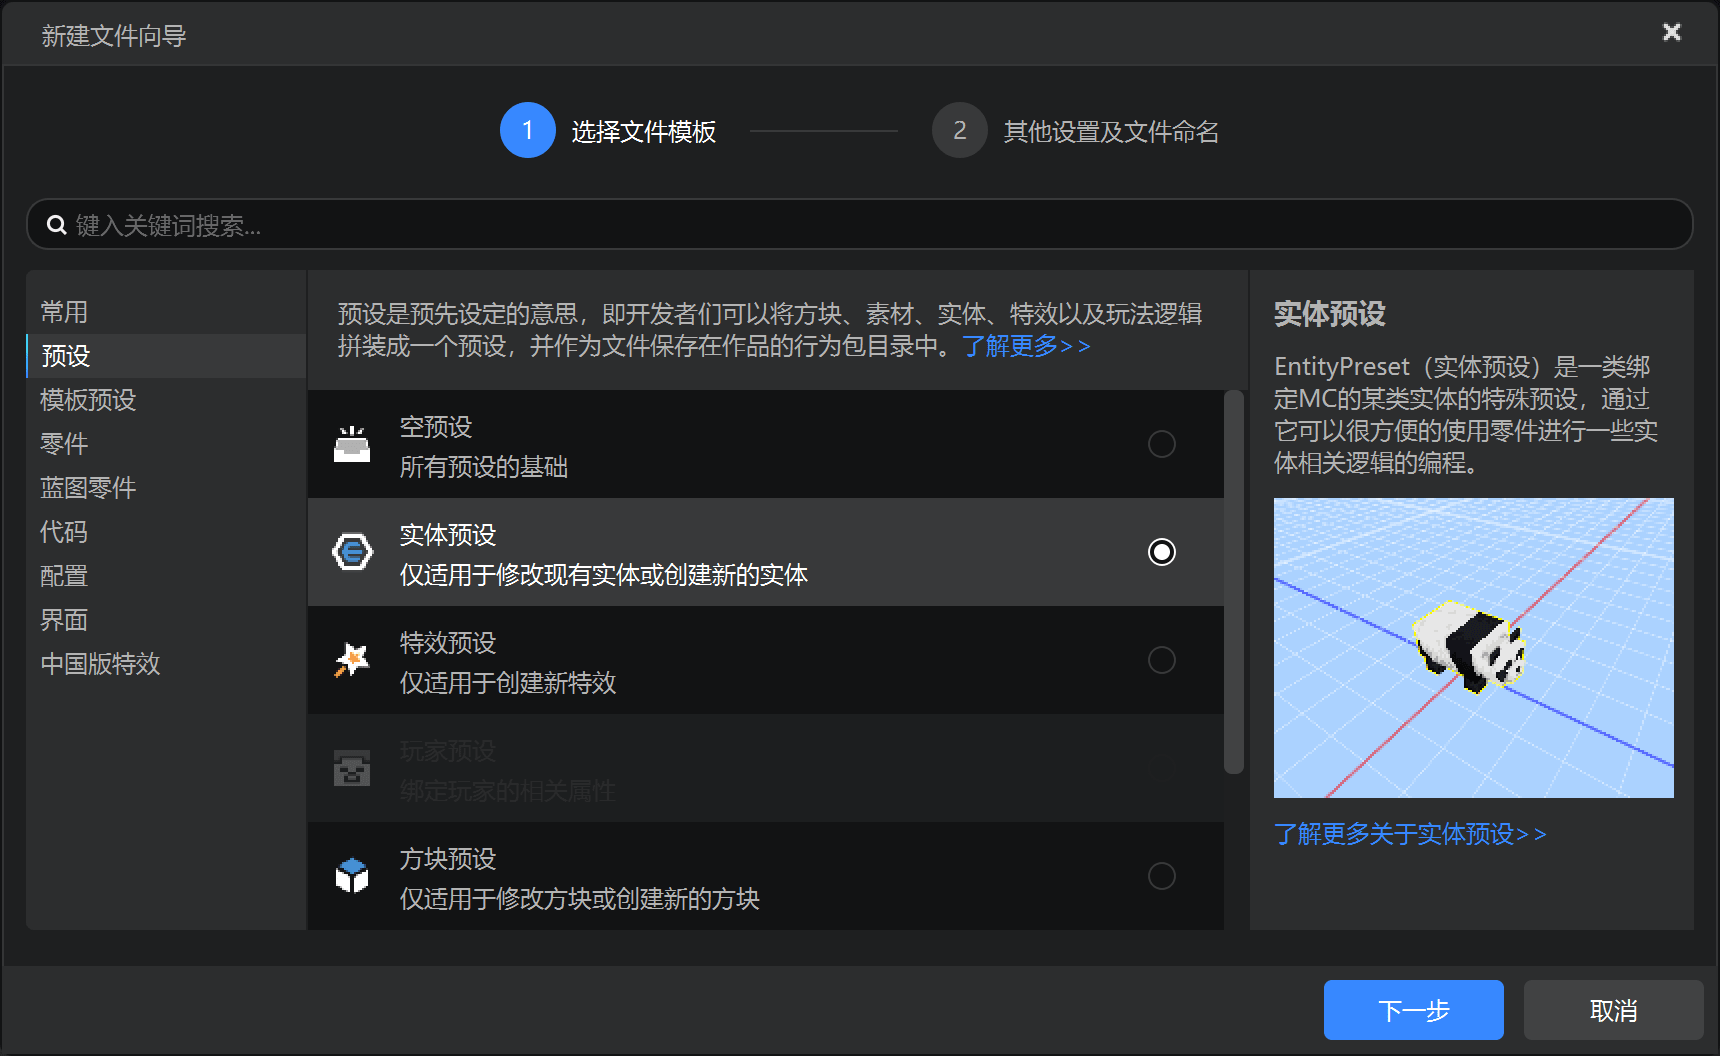 新建文件向导
1 选择文件模板
2 其他设置及文件命名
键入关键词搜索...
常用
预设
模板预设
零件
蓝图零件
代码
配置
界面
中国版特效
预设是预先设定的意思，即开发者们可以将方块、素材、实体、特效以及玩法逻辑
拼装成一个预设，并作为文件保存在作品的行为包目录中。了解更多>>
空预设
所有预设的基础
实体预设
仅适用于修改现有实体或创建新的实体
特效预设
仅适用于创建新特效
玩家预设
绑定玩家的相关属性
方块预设
仅适用于修改方块或创建新的方块
实体预设
EntityPreset（实体预设）是一类绑
定MC的某类实体的特殊预设，通过
它可以很方便的使用零件进行一些实
体相关逻辑的编程。
了解更多关于实体预设>>
下一步
取消